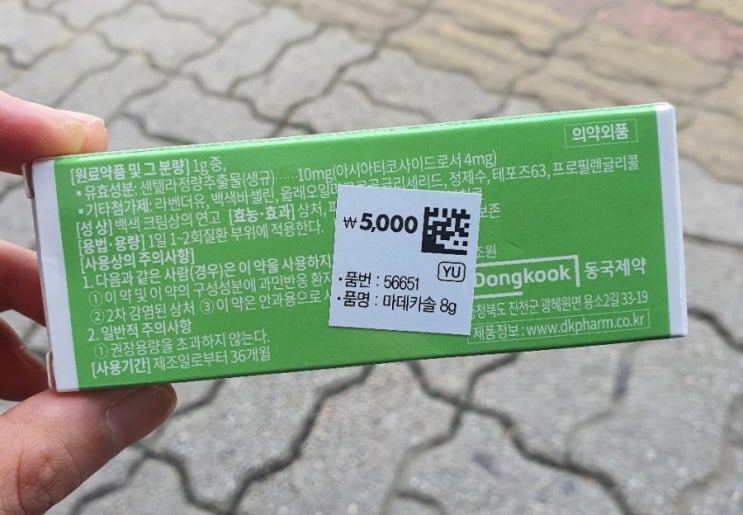 의약외품
[원료약품 및 그 분량] 1g 중,
• 유효성분: 센텔라정량추출물(생규)·····10mg(아시아티코사이드로서 4mg)
• 기타첨가제: 라벤더유, 백색바셀린, 올레오일 정제수, 테포즈63, 프로필렌글리콜
[성 상] 백색 크림상의 연고 [효능·효과] 상처,
[용법·용량] 1일 1~2회 질환 부위에 적용한다.
[사용상의 주의사항]
1. 다음과 같은 사람(경우)은 이 약을 사용하지
① 이 약 및 이 약의 구성성분에 과민반응 환자
② 2차 감염된 상처 ③ 이 약은 안과용으로
2. 일반적 주의사항
① 권장용량을 초과하지 않는다.
[사용기간] 제조일로부터 36개월
₩5,000
YU
• 품번 : 56651
• 품명 : 마데카솔 8g
Dongkook 동국제약
충청북도 진천군 광혜원면 용소2길 33-19
제품정보 : www.dkpharm.co.kr